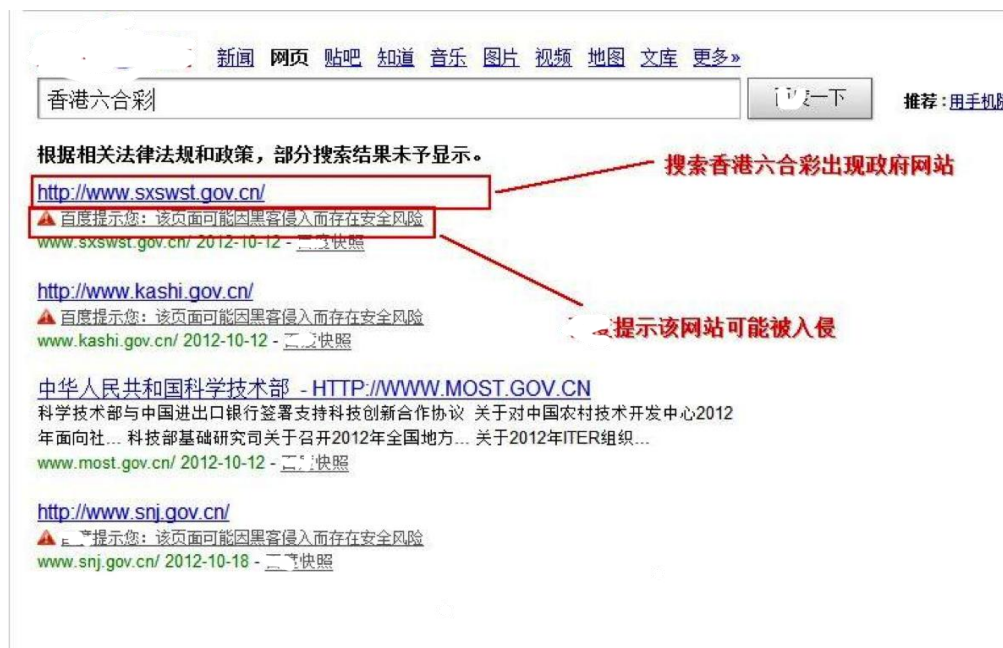 新闻 网页 贴吧 知道 音乐 图片 视频 地图 文库 更多»
香港六合彩
一下
推荐:用手机
根据相关法律法规和政策，部分搜索结果未予显示。
搜索香港六合彩出现政府网站
http://www.sxswst.gov.cn/
百度提示您：该页面可能因黑客侵入而存在安全风险
www.sxswst.gov.cn/ 2012-10-12 - 百度快照
http://www.kashi.gov.cn/
百度提示您：该页面可能因黑客侵入而存在安全风险
提示该网站可能被入侵
www.kashi.gov.cn/ 2012-10-12 - 快照
中华人民共和国科学技术部 - HTTP://WWW.MOST.GOV.CN
科学技术部与中国进出口银行签署支持科技创新合作协议 关于对中国农村技术开发中心2012
年面向社... 科技部基础研究司关于召开2012年全国地方... 关于2012年ITER组织...
www.most.gov.cn/ 2012-10-12 - 快照
http://www.snj.gov.cn/
提示您：该页面可能因黑客侵入而存在安全风险
www.snj.gov.cn/ 2012-10-18 - 快照